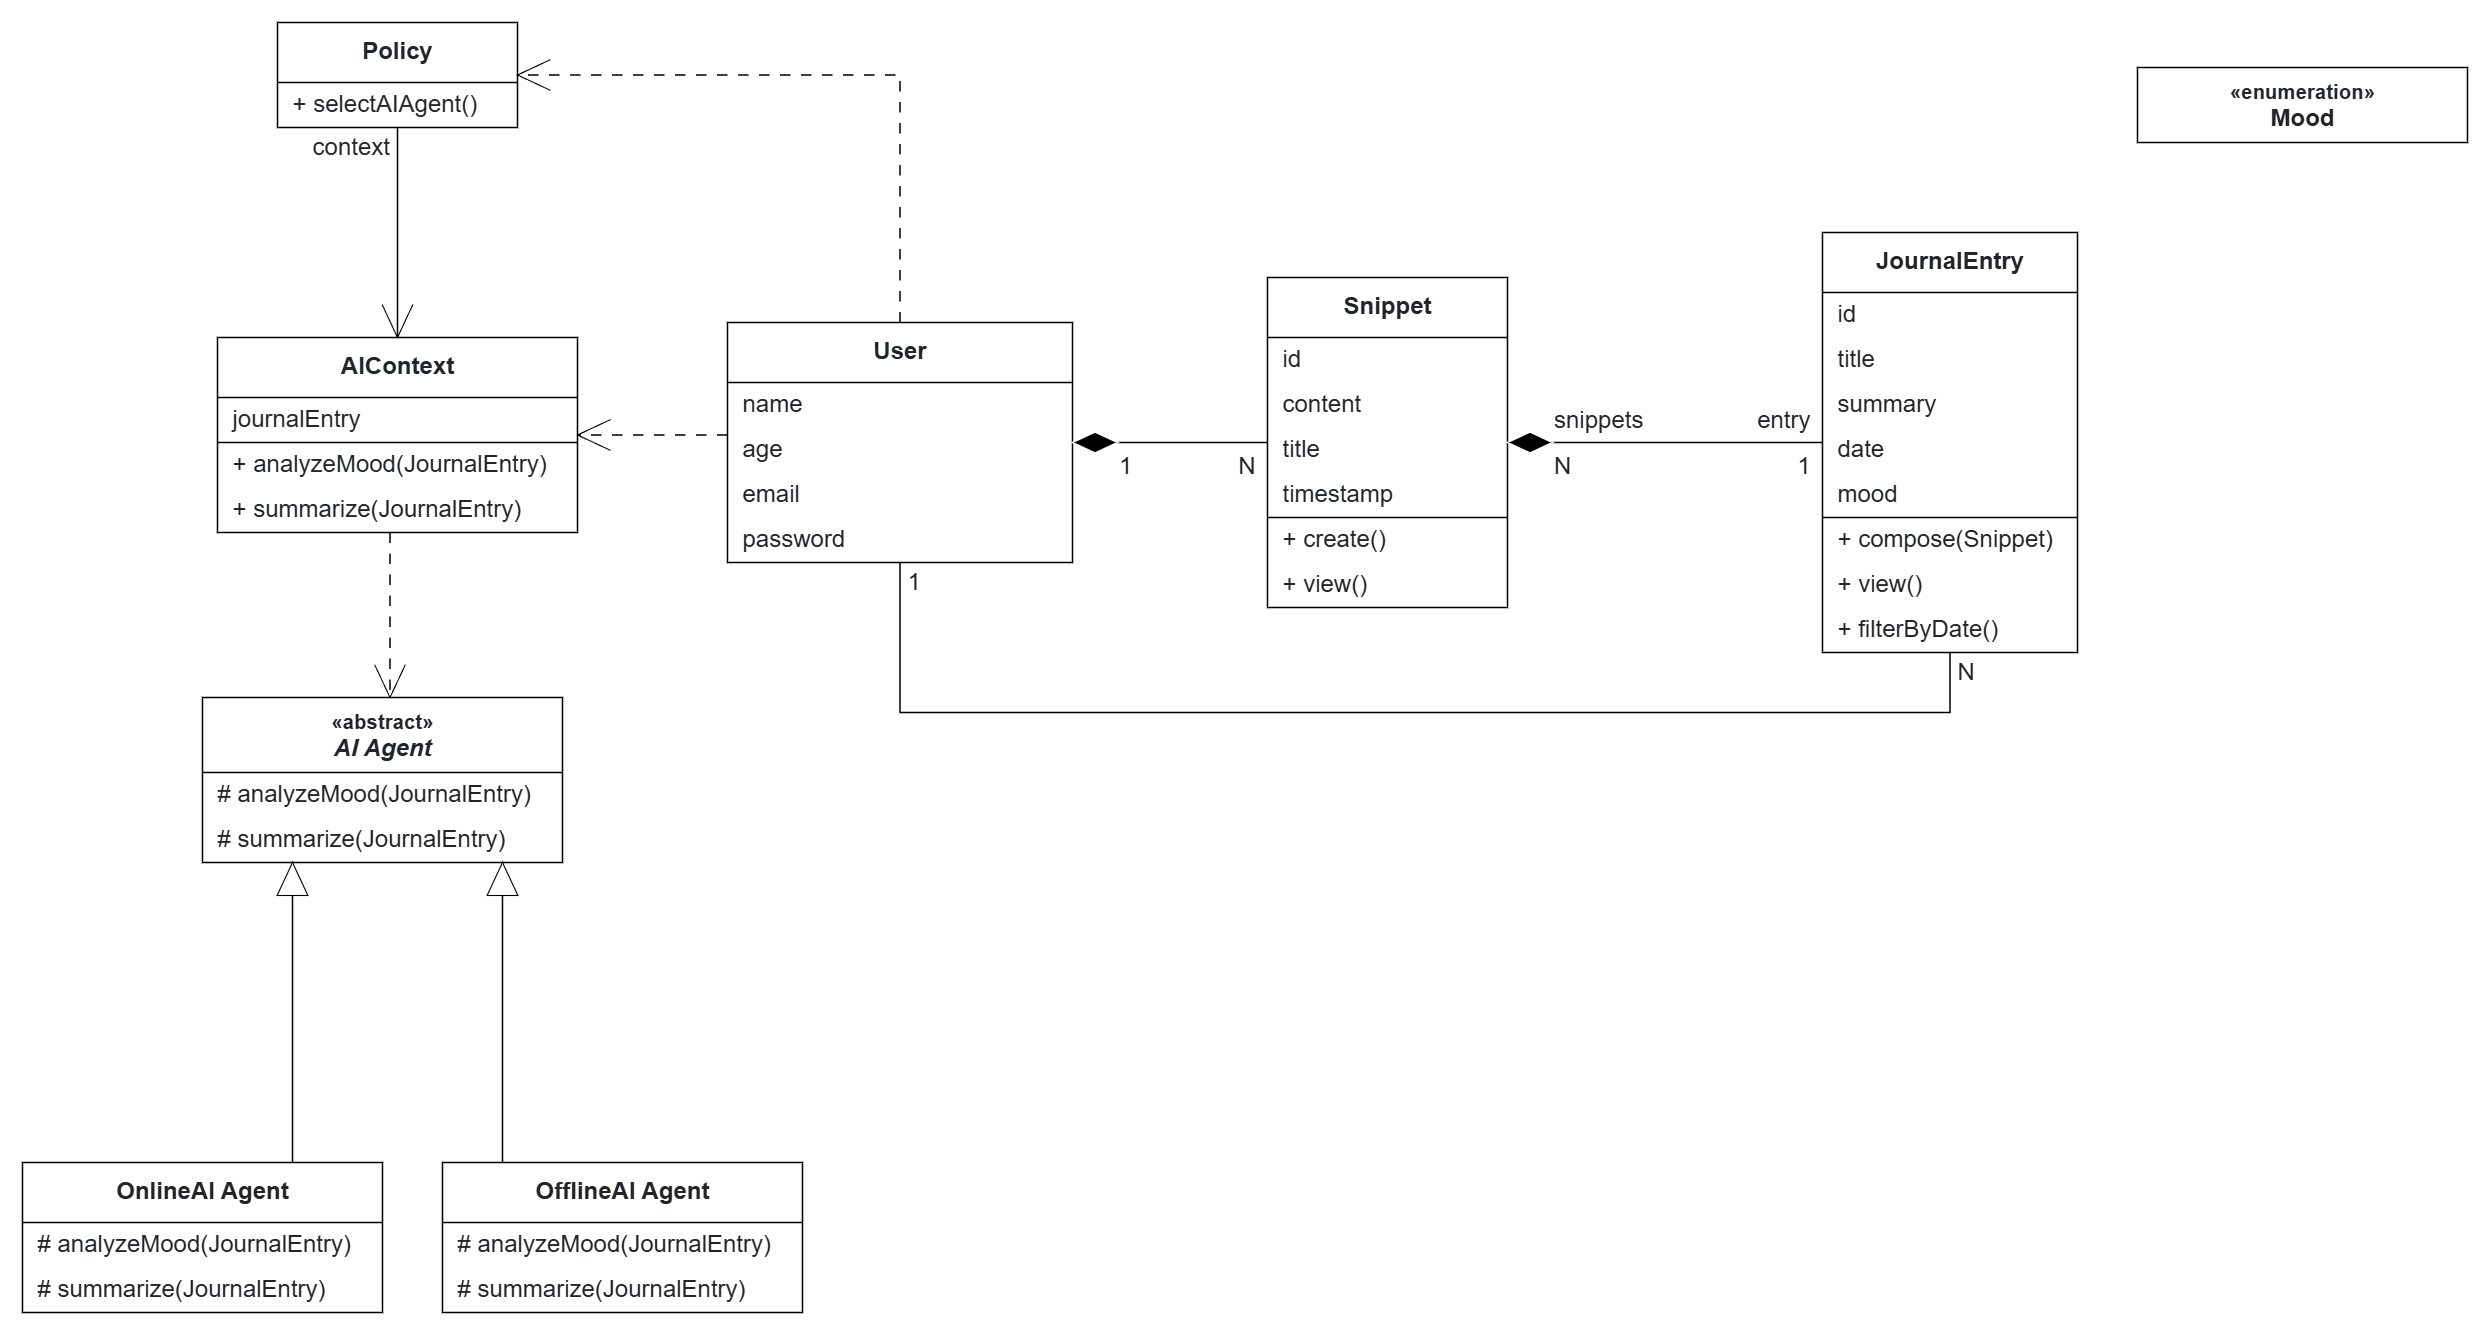 Policy
+ selectAIAgent()
context
«enumeration»
Mood
AIContext
journalEntry
+ analyzeMood(JournalEntry)
+ summarize(JournalEntry)
User
name
age
email
password
1
N
1
Snippet
id
content
title
timestamp
+ create()
+ view()
snippets
entry
N
1
JournalEntry
id
title
summary
date
mood
+ compose(Snippet)
+ view()
+ filterByDate()
N
«abstract»
AI Agent
# analyzeMood(JournalEntry)
# summarize(JournalEntry)
OnlineAI Agent
# analyzeMood(JournalEntry)
# summarize(JournalEntry)
OfflineAI Agent
# analyzeMood(JournalEntry)
# summarize(JournalEntry)